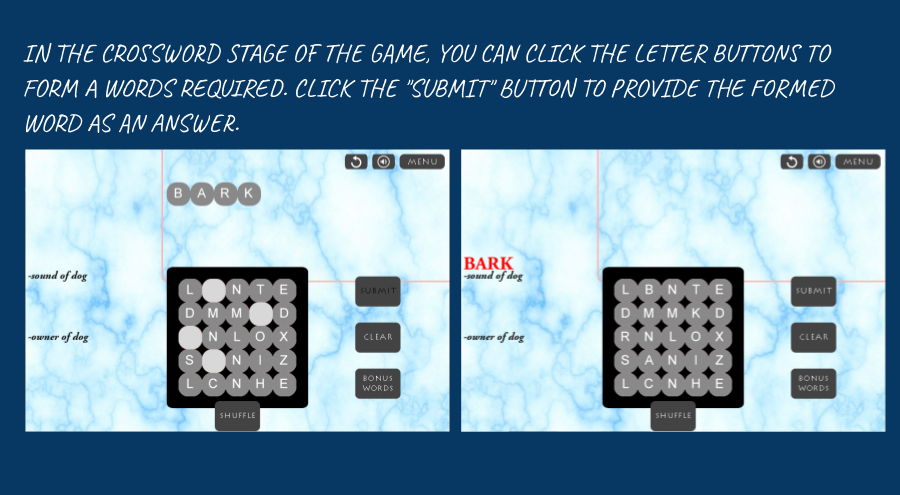 IN THE CROSSWORD STAGE OF THE GAME, YOU CAN CLICK THE LETTER BUTTONS TO
FORM A WORDS REQUIRED. CLICK THE "SUBMIT" BUTTON TO PROVIDE THE FORMED
WORD AS AN ANSWER.
MENU
B A R K
-sound of dog
-owner of dog
L N T E
D M M D
N L O X
S N I Z
L C N H E
SUBMIT
CLEAR
BONUS
WORDS
SHUFFLE
MENU
BARK
-sound of dog
-owner of dog
L B N T E
D M M K D
R N L O X
S A N I Z
L C N H E
SUBMIT
CLEAR
BONUS
WORDS
SHUFFLE